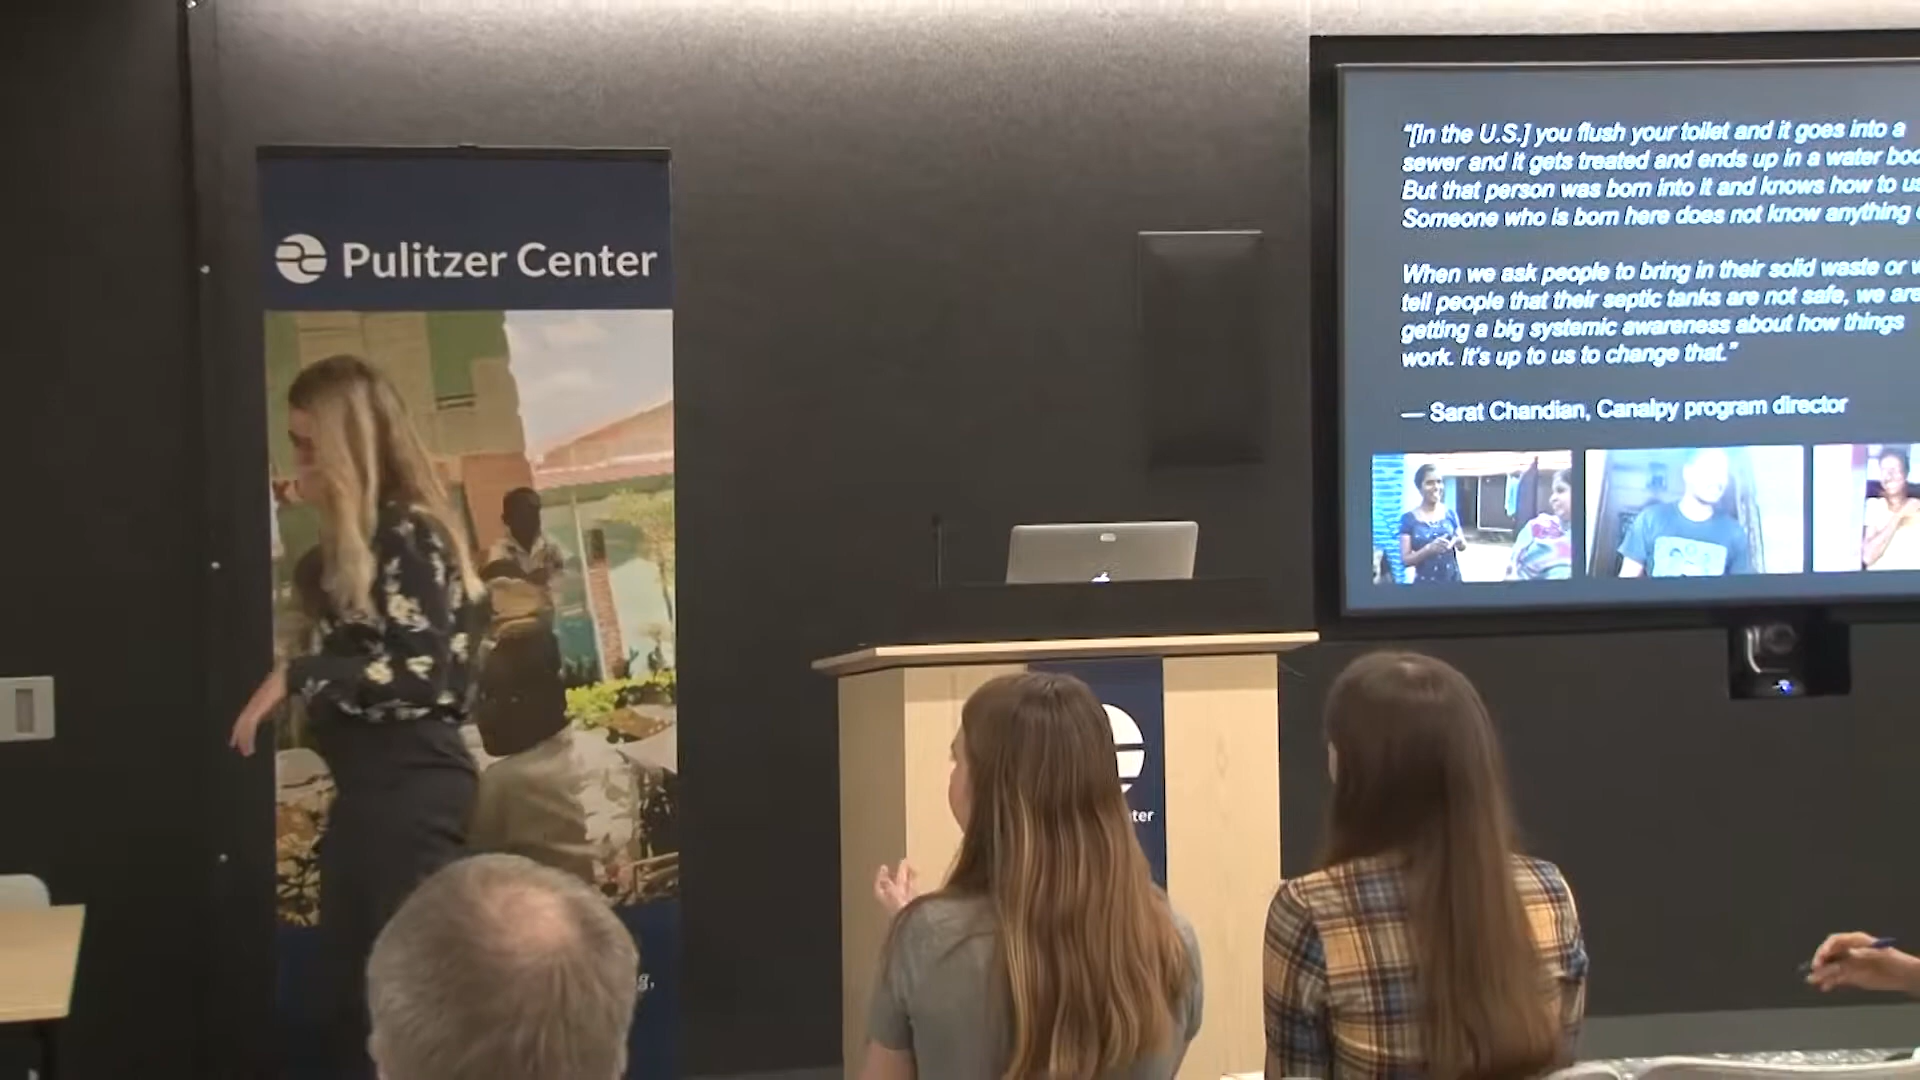 Pulitzer Center
"[In the U.S.] you flush your toilet and it goes into a
sewer and it gets treated and ends up in a water
But that person was born into it and knows how to
Someone who is born here does not know anything
When we ask people to bring in their solid waste or
tell people that their septic tanks are not safe, we are
getting a big systemic awareness about how things
work. It's up to us to change that."
— Sarat Chandian, Canalpy program director